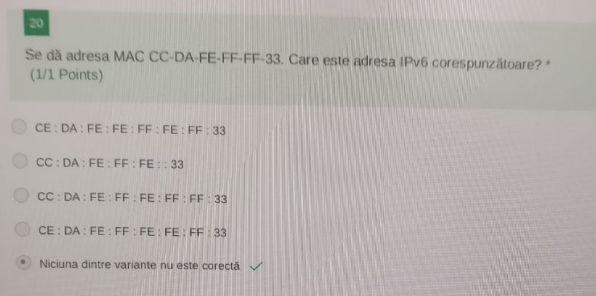 20
Se dă adresa MAC CC-DA-FE-FF-FF-33. Care este adresa IPv6 corespunzătoare? *
(1/1 Points)
CE : DA : FE : FE : FF : FE : FF : 33
CC : DA : FE : FF : FE : : 33
CC : DA : FE : FF : FE : FF : FF : 33
CE : DA : FE : FF : FE : FE : FF : 33
Niciuna dintre variante nu este corectă